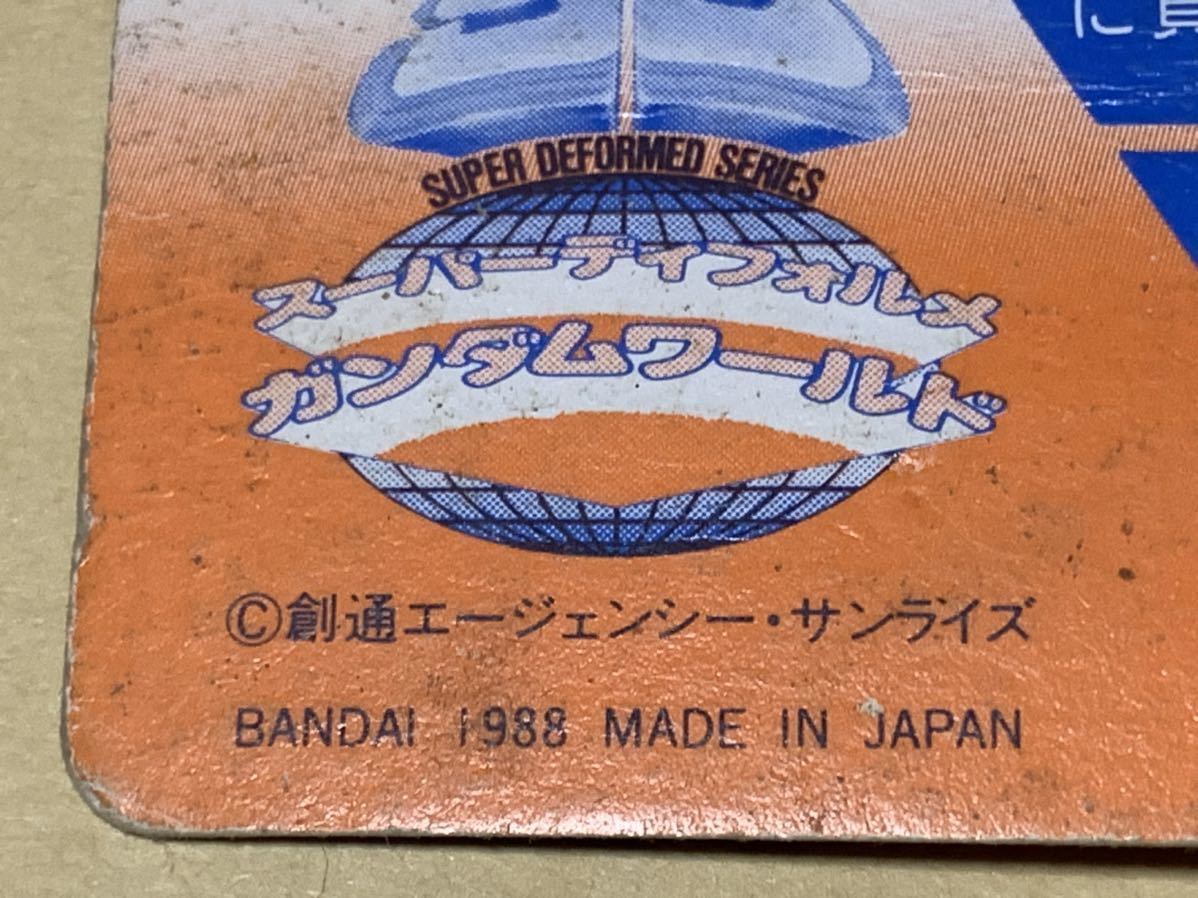 SUPER DEFORMED SERIES
スーパーディフォルメ
ガンダムワールド
©創通エージェンシー・サンライズ
BANDAI 1988 MADE IN JAPAN